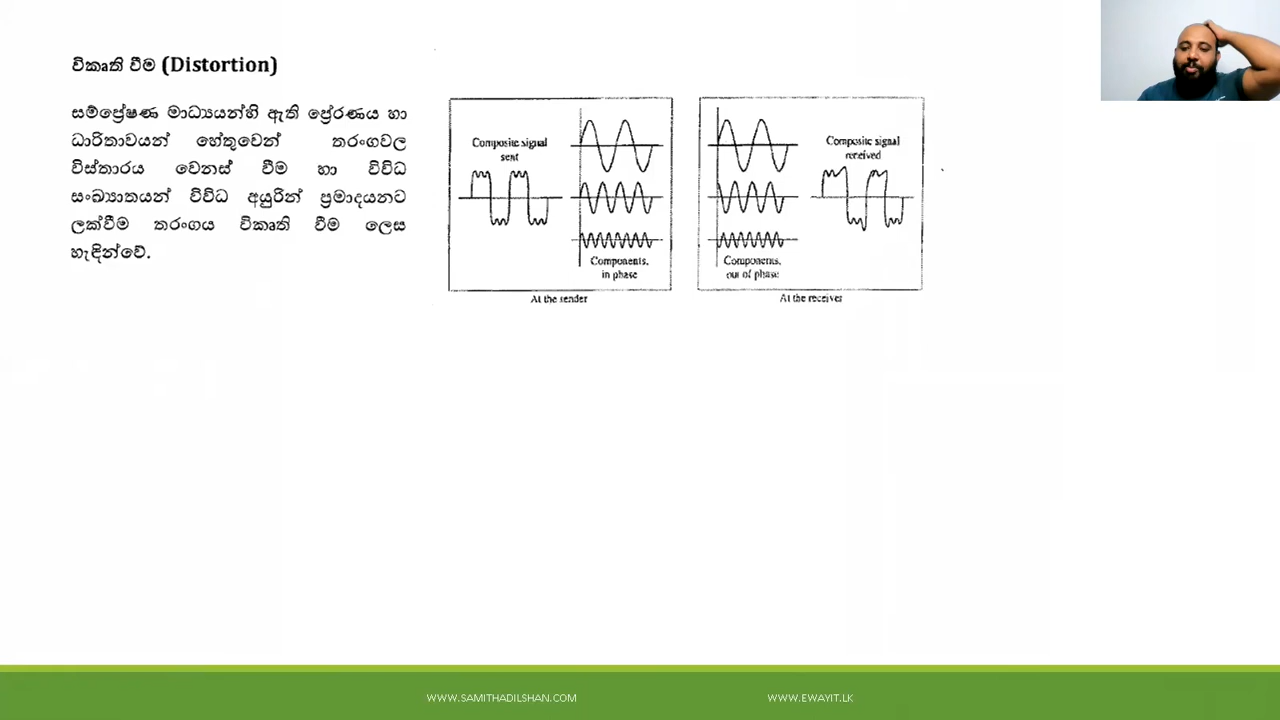 විකෘති වීම (Distortion)
සම්ප්‍රේෂණ මාධ්‍යයන්හි ඇති ප්‍රේරණය හා
ධාරිතාවයන් හේතුවෙන් තරංගවල
විස්තාරය වෙනස් වීම හා විවිධ
සංඛ්‍යාතයන් විවිධ අයුරින් ප්‍රමාදයනට
ලක්වීම තරංගය විකෘති වීම ලෙස
හැඳින්වේ.
Composite signal
sent
Components,
in phase
At the sender
Composite signal
received
Components,
out of phase
At the receiver
WWW.SAMITHADILSHAN.COM
WWW.EWAYIT.LK